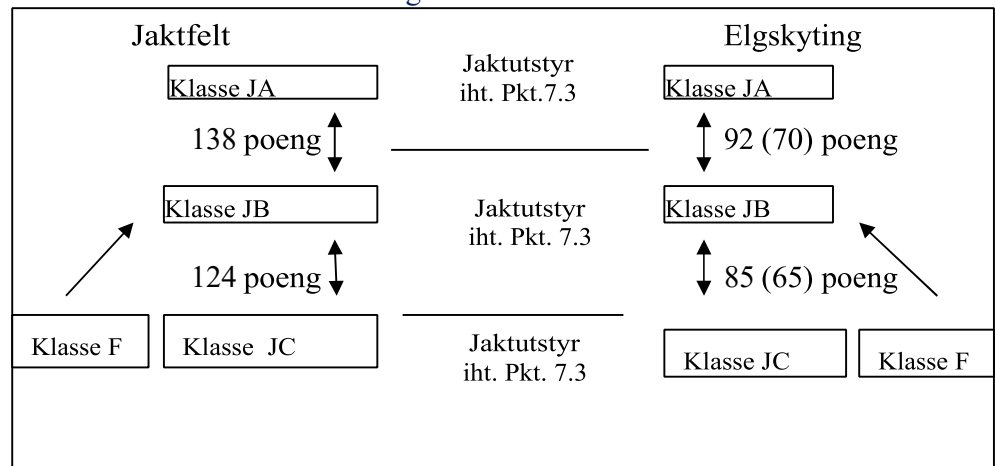 Jaktfelt
Elgskyting
Jaktutstyr
iht. Pkt.7.3
Klasse JA
Klasse JA
138 poeng
92 (70) poeng
Klasse JB
Jaktutstyr
iht. Pkt. 7.3
Klasse JB
124 poeng
85 (65) poeng
Klasse F
Klasse JC
Jaktutstyr
iht. Pkt. 7.3
Klasse JC
Klasse F